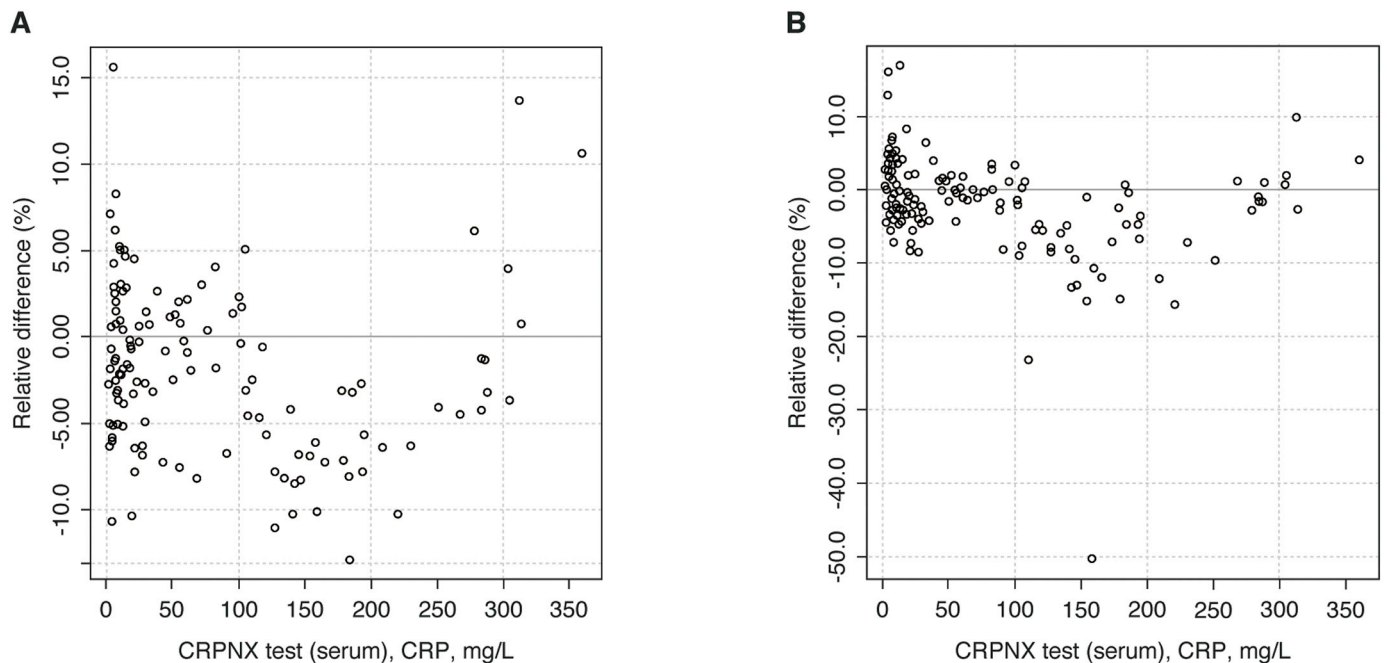 A
B
Relative difference (%)
15.0
10.0
5.00
0.00
-5.00
-10.0
0 50 100 150 200 250 300 350
CRPNX test (serum), CRP, mg/L
Relative difference (%)
10.0
0.00
-10.0
-20.0
-30.0
-40.0
-50.0
0 50 100 150 200 250 300 350
CRPNX test (serum), CRP, mg/L